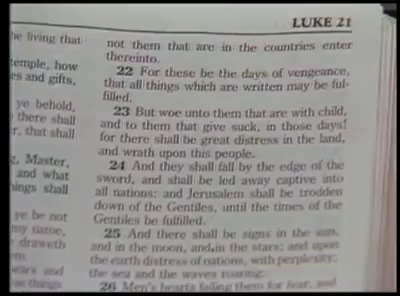 LUKE 21
he living that
temple, how
es and gifts,
ye behold,
there shall
r, that shall
Master,
and what
ings shall
ye be not
my name,
draweth
ears and
se things
not them that are in the countries enter
thereinto.
22 For these be the days of vengeance,
that all things which are written may be ful-
filled.
23 But woe unto them that are with child,
and to them that give suck, in those days!
for there shall be great distress in the land,
and wrath upon this people.
24 And they shall fall by the edge of the
sword, and shall be led away captive into
all nations: and Jerusalem shall be trodden
down of the Gentiles, until the times of the
Gentiles be fulfilled.
25 And there shall be signs in the sun,
and in the moon, and in the stars; and upon
the earth distress of nations, with perplexity;
the sea and the waves roaring;
26 Men's hearts failing them for fear, and